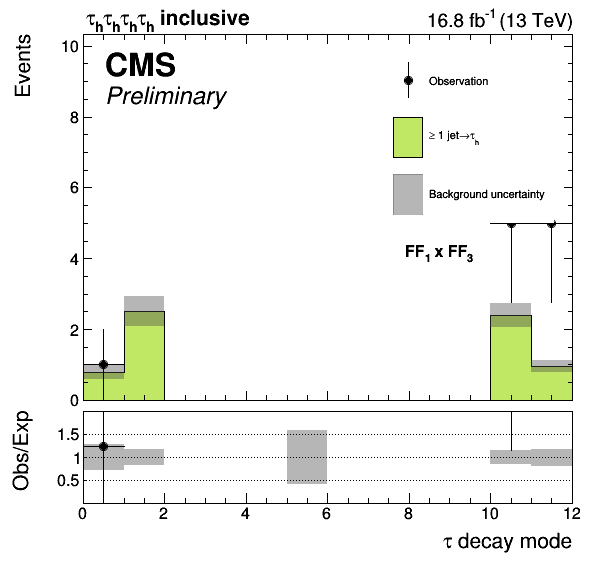 τhτhτhτh inclusive
16.8 fb-1 (13 TeV)
Events
10
8
6
4
2
0
CMS
Preliminary
Observation
≥ 1 jet→τh
Background uncertainty
FF1 x FF3
Obs/Exp
1.5
1
0.5
0 2 4 6 8 10 12
τ decay mode